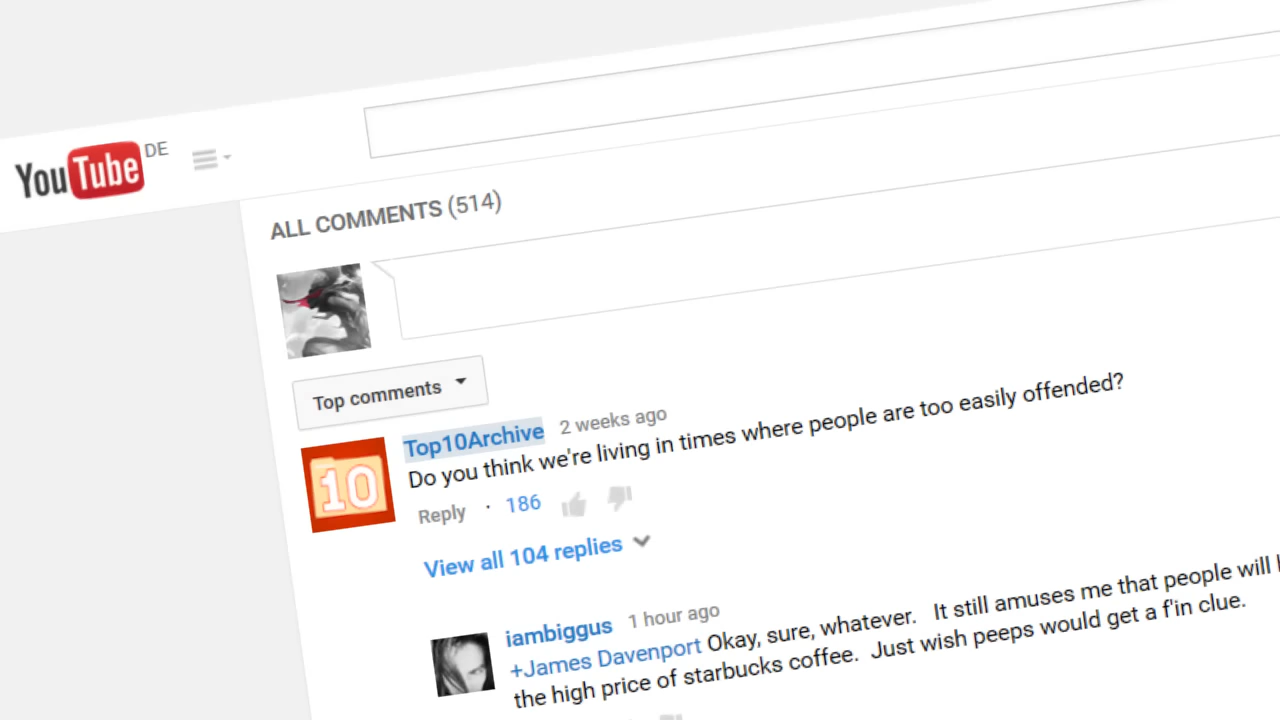 YouTube DE
ALL COMMENTS (514)
Top comments
Top10Archive 2 weeks ago
Do you think we're living in times where people are too easily offended?
Reply · 186
View all 104 replies
10
iambiggus 1 hour ago
+James Davenport Okay, sure, whatever. It still amuses me that people will
the high price of starbucks coffee. Just wish peeps would get a f'in clue.